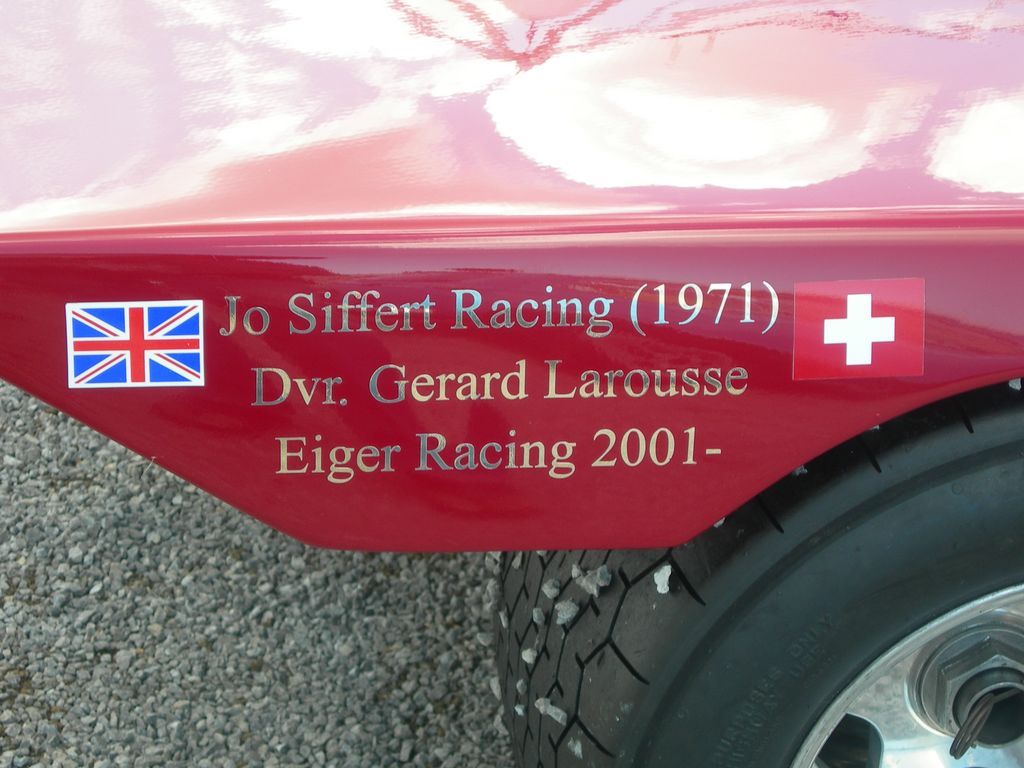 Jo Siffert Racing (1971)
Dvr. Gerard Larousse
Eiger Racing 2001-